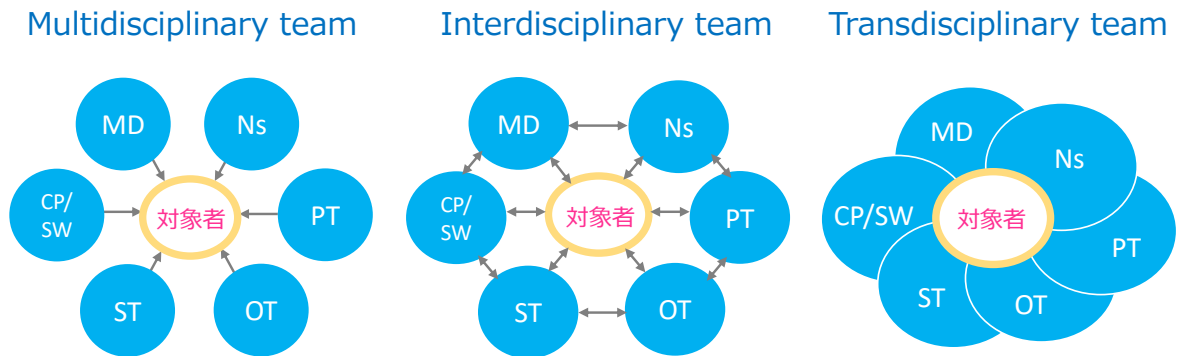 Multidisciplinary team
MD
Ns
CP/
SW
対象者
PT
ST
OT
Interdisciplinary team
MD
Ns
CP/
SW
対象者
PT
ST
OT
Transdisciplinary team
MD
Ns
CP/SW
対象者
PT
ST
OT